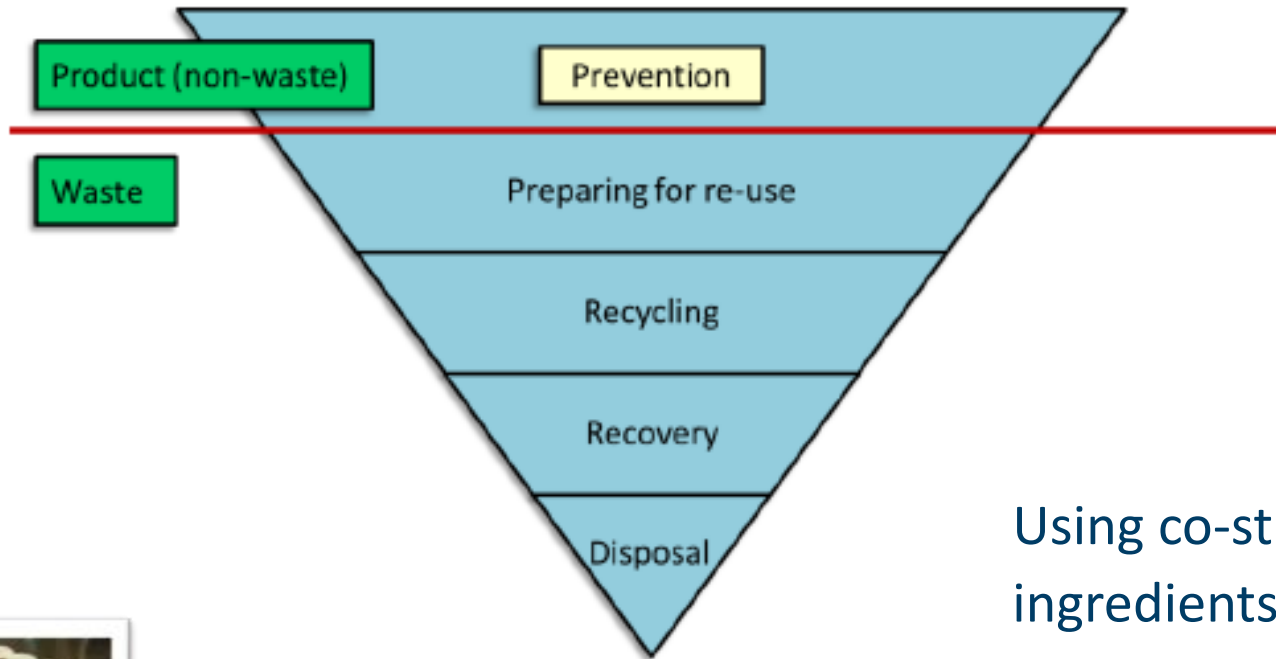 Product (non-waste)
Prevention
Waste
Preparing for re-use
Recycling
Recovery
Disposal
Using co-st
ingredients